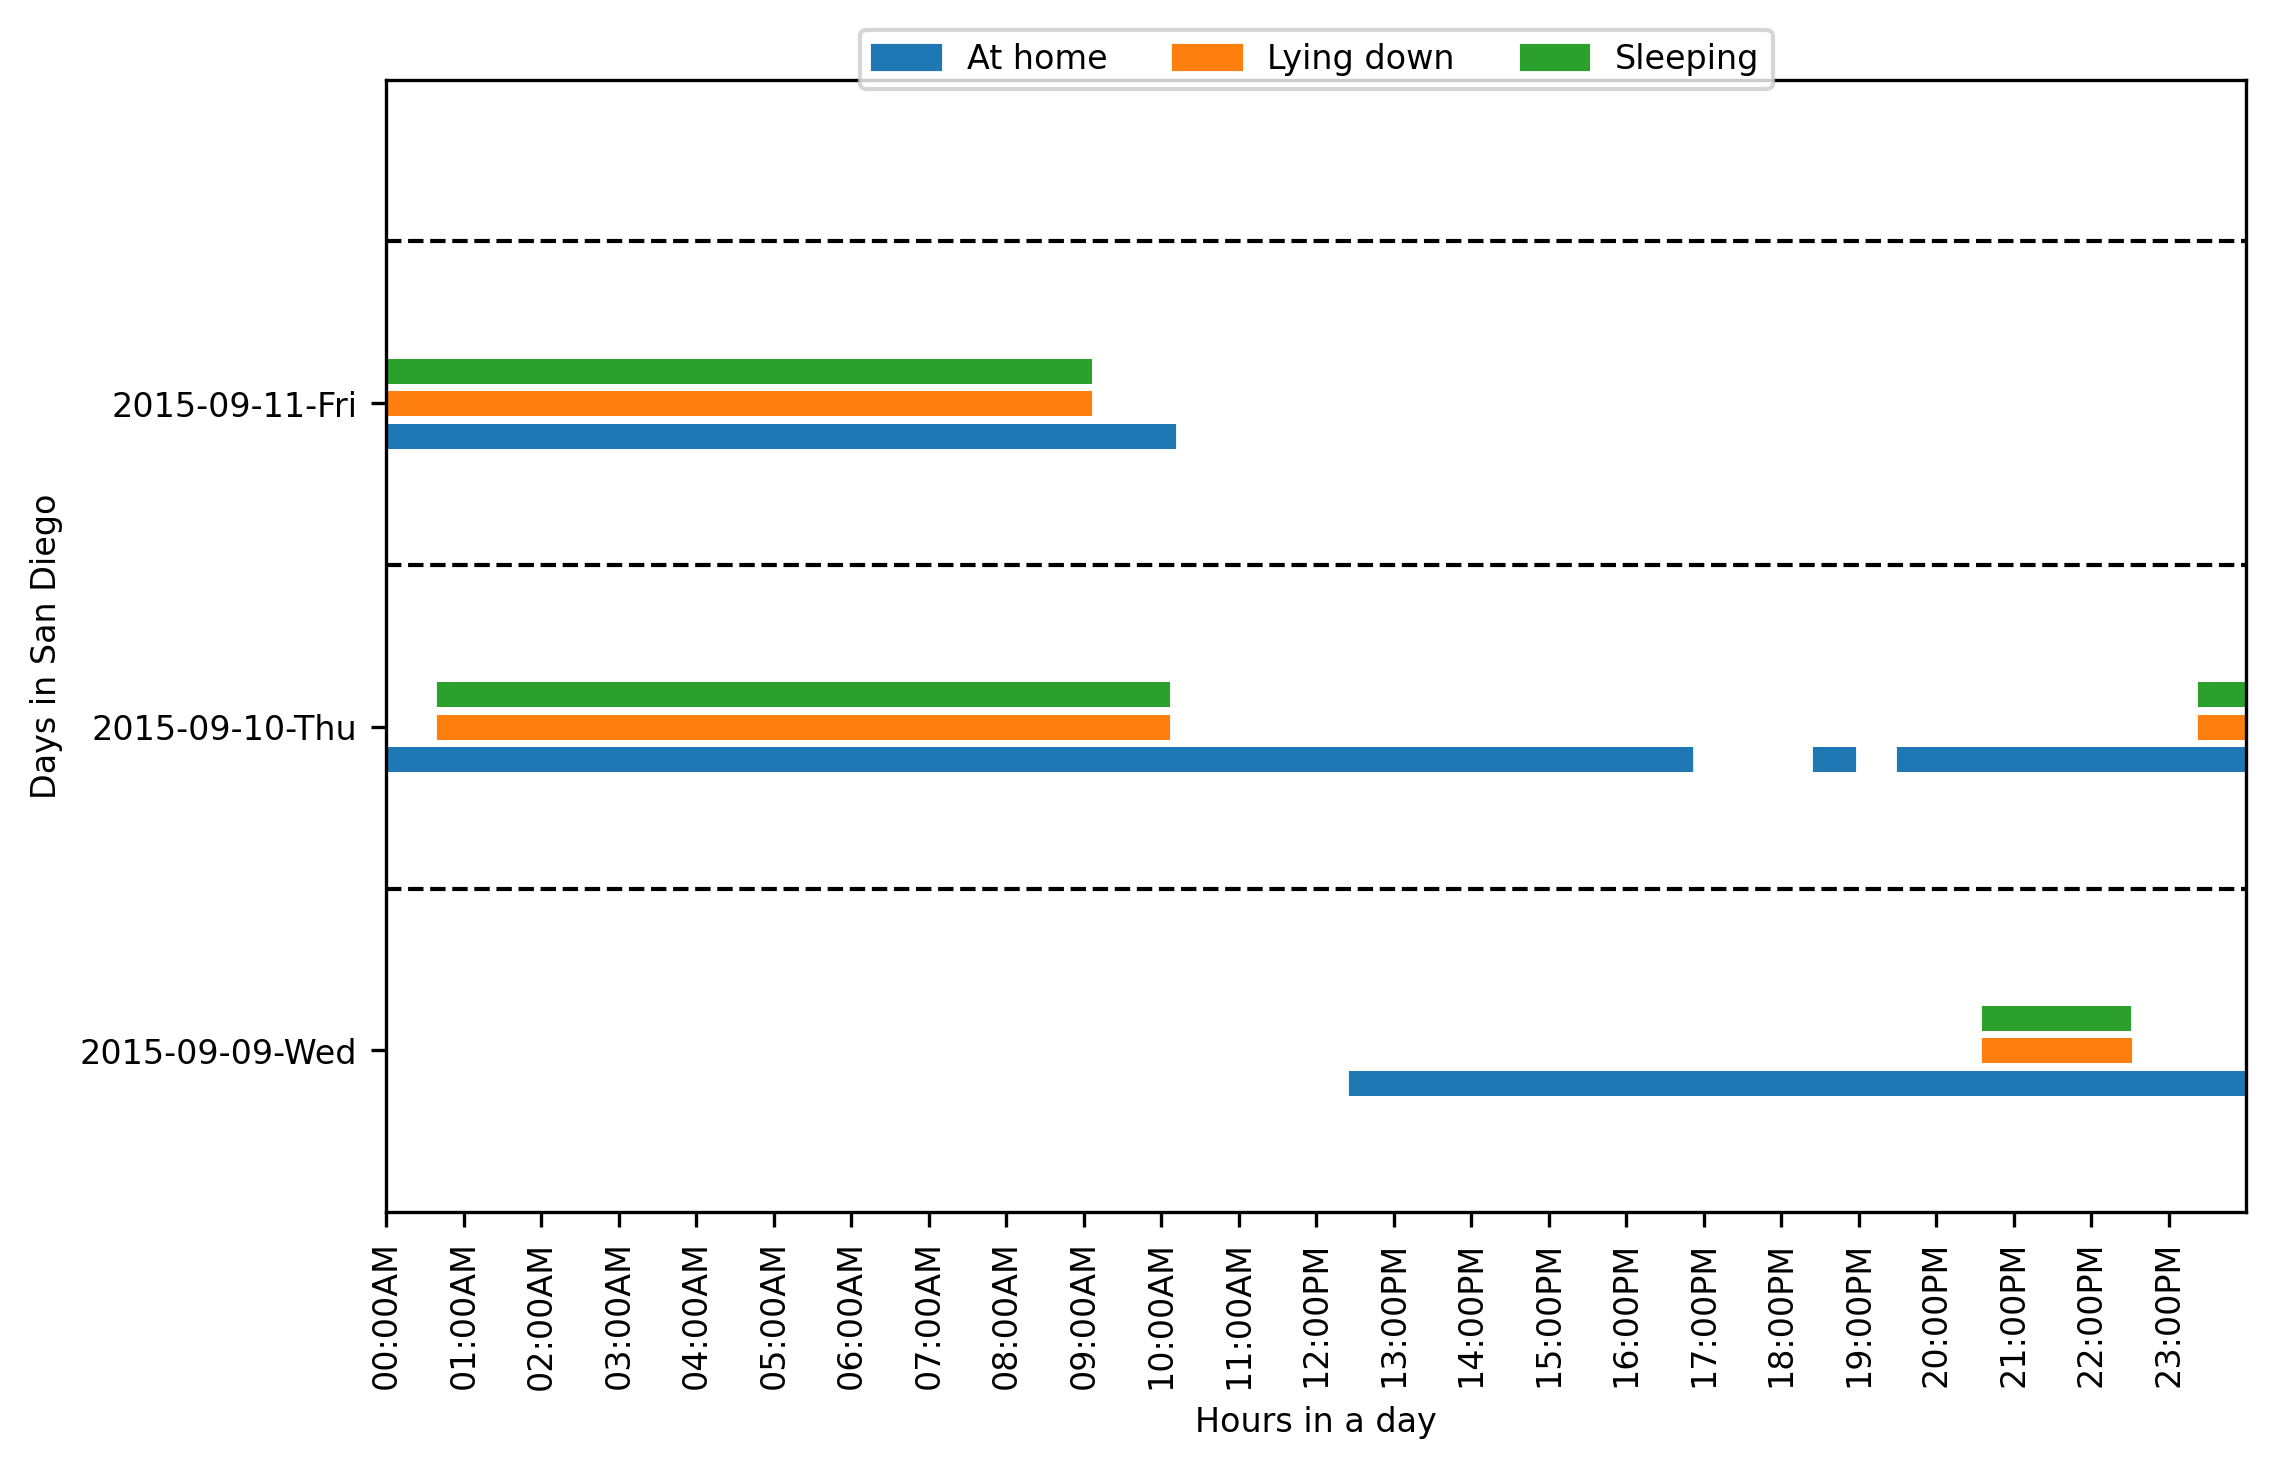 At home
Lying down
Sleeping
2015-09-11-Fri
2015-09-10-Thu
2015-09-09-Wed
Days in San Diego
00:00AM
01:00AM
02:00AM
03:00AM
04:00AM
05:00AM
06:00AM
07:00AM
08:00AM
09:00AM
10:00AM
11:00AM
12:00PM
13:00PM
14:00PM
15:00PM
16:00PM
17:00PM
18:00PM
19:00PM
20:00PM
21:00PM
22:00PM
23:00PM
Hours in a day